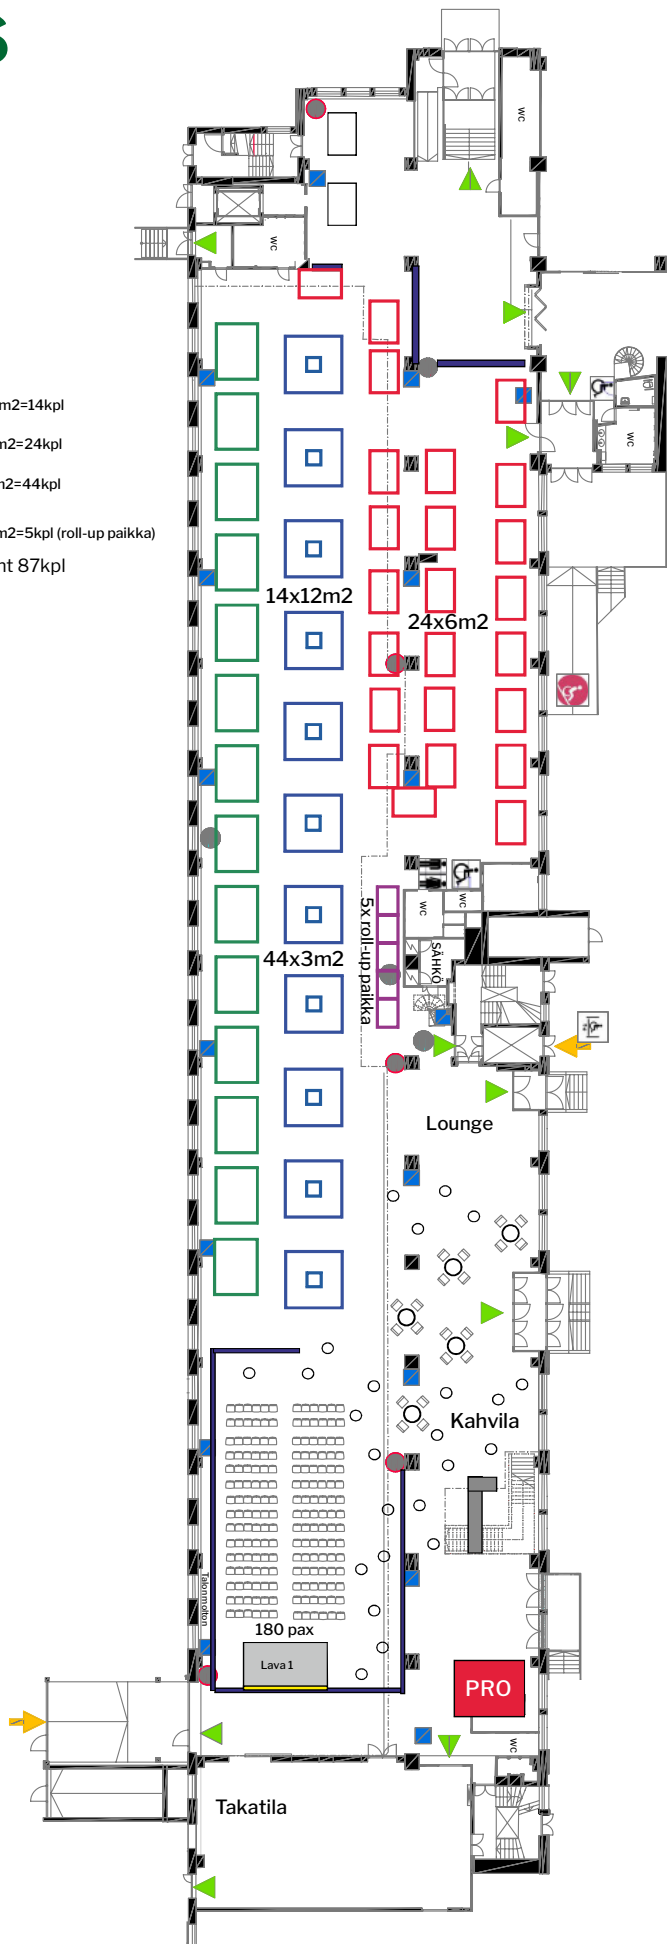 S
WC
WC
m2=14kpl
m2=24kpl
WC
m2=44kpl
m2=5kpl (roll-up paikka)
nt 87kpl
14x12m2
24x6m2
WC
WC
5x roll-up paikka
SÄHKÖ
44x3m2
Lounge
Kahvila
Talonmoiton
180 pax
Lava 1
PRO
WC
Takatila